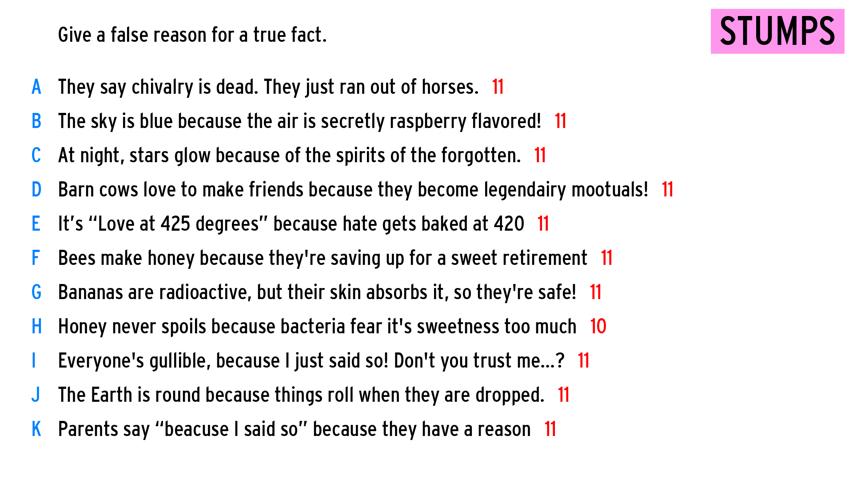 Give a false reason for a true fact.
STUMPS
A They say chivalry is dead. They just ran out of horses. 11
B The sky is blue because the air is secretly raspberry flavored! 11
C At night, stars glow because of the spirits of the forgotten. 11
D Barn cows love to make friends because they become legendairy mootuals! 11
E It's “Love at 425 degrees” because hate gets baked at 420 11
F Bees make honey because they're saving up for a sweet retirement 11
G Bananas are radioactive, but their skin absorbs it, so they're safe! 11
H Honey never spoils because bacteria fear it's sweetness too much 10
I Everyone's gullible, because I just said so! Don't you trust me...? 11
J The Earth is round because things roll when they are dropped. 11
K Parents say “beacuse I said so” because they have a reason 11